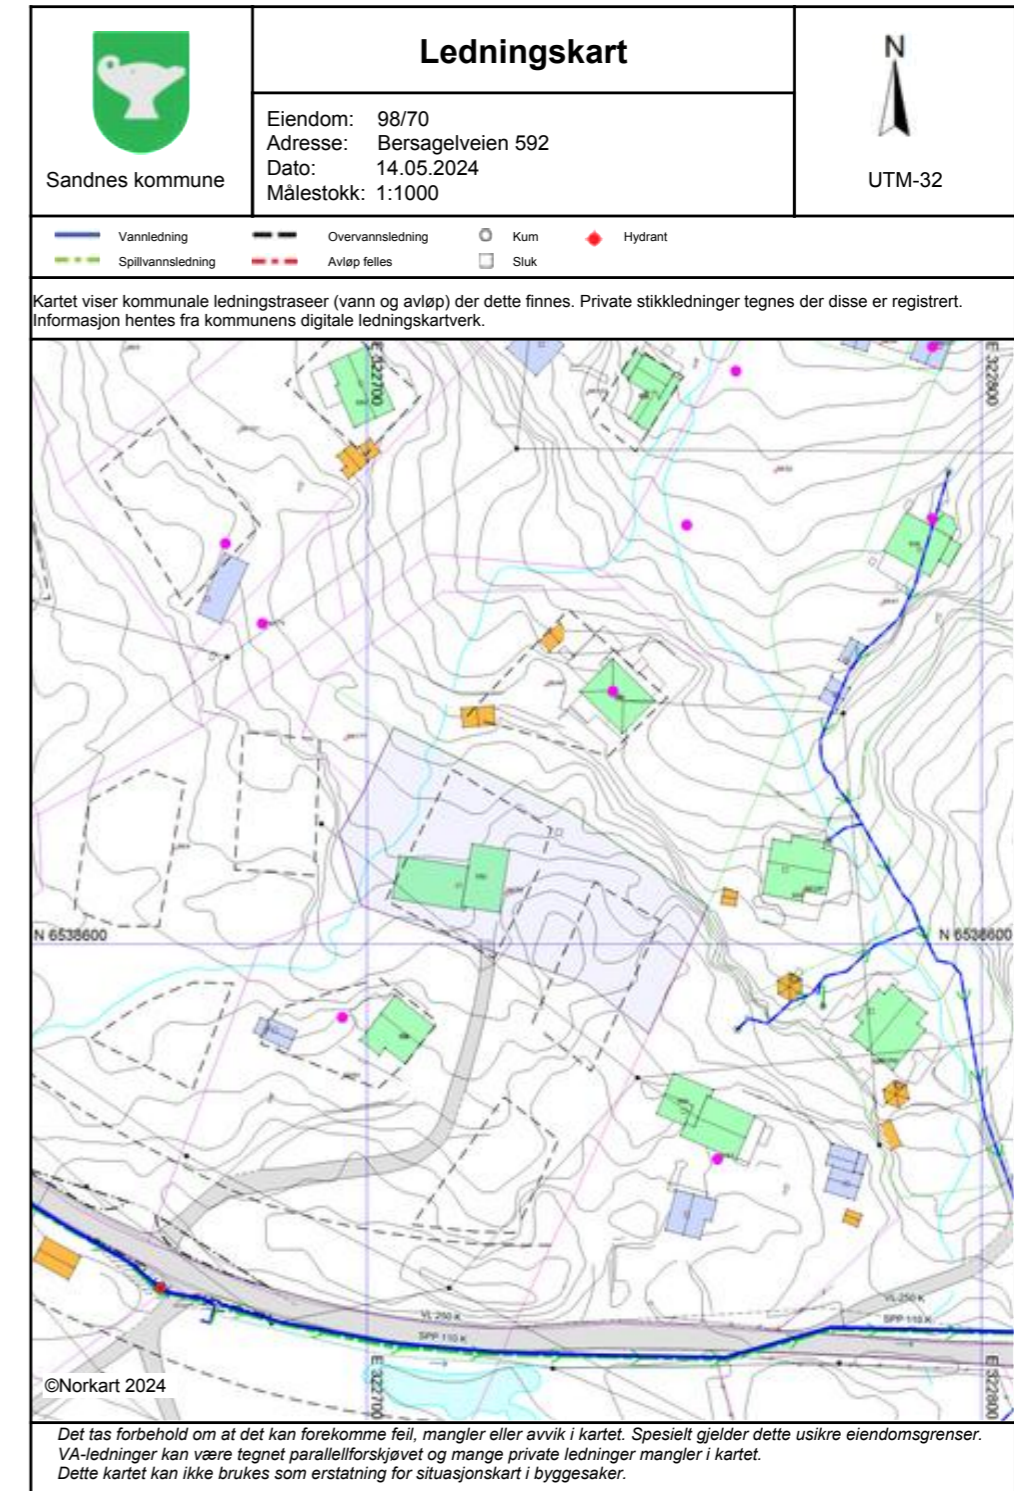 Ledningskart
N
Eiendom: 98/70
Adresse: Bersagelveien 592
Dato: 14.05.2024
Målestokk: 1:1000
Sandnes kommune
UTM-32
Vannledning
Overvannsledning
Kum
Hydrant
Spillvannsledning
Avløp felles
Sluk
Kartet viser kommunale ledningstraseer (vann og avløp) der dette finnes. Private stikkledninger tegnes der disse er registrert.
Informasjon hentes fra kommunens digitale ledningskartverk.
E 322700
E 322800
N 6538600
N 6538600
VL 250 K
SPP 110 K
VL 250 K
SPP 110 K
E 322700
E 322800
©Norkart 2024
Det tas forbehold om at det kan forekomme feil, mangler eller avvik i kartet. Spesielt gjelder dette usikre eiendomsgrenser.
VA-ledninger kan være tegnet parallellforskjøvet og mange private ledninger mangler i kartet.
Dette kartet kan ikke brukes som erstatning for situasjonskart i byggesaker.